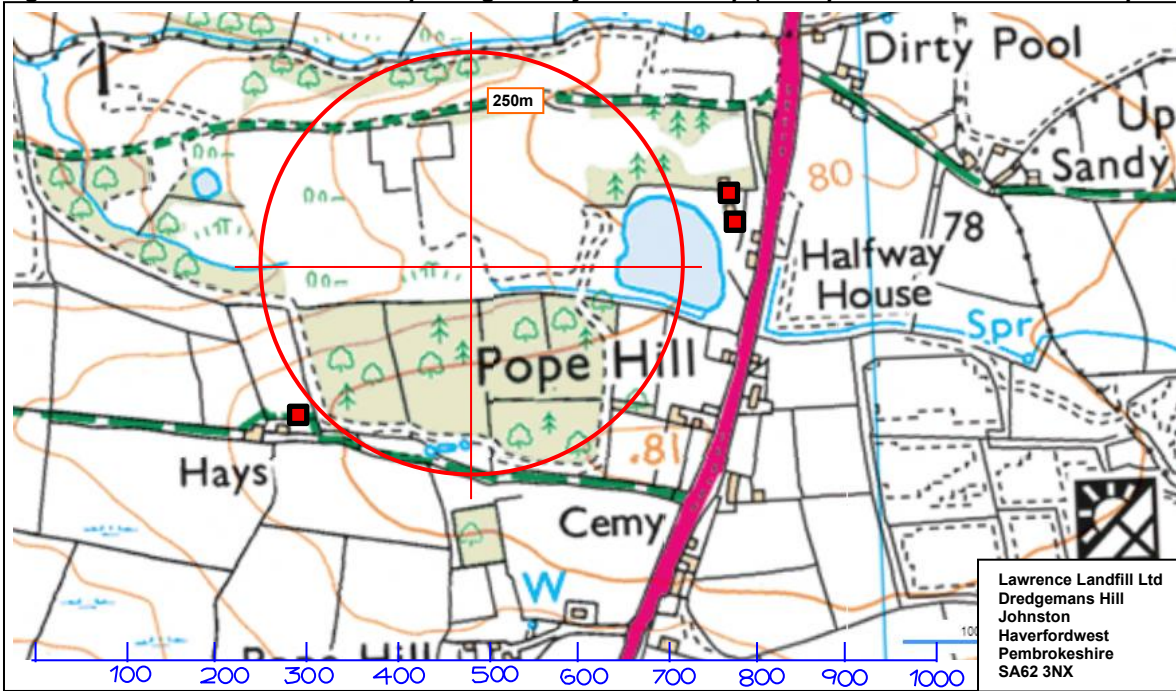 Dirty Pool
250m
Up
Sandy
80
78
Halfway
House
Spr
Pope Hill
.81
Hays
Cemy
W
100
200
300
400
500
600
700
800
900
1000
Lawrence Landfill Ltd
Dredgemans Hill
Johnston
Haverfordwest
Pembrokeshire
SA62 3NX